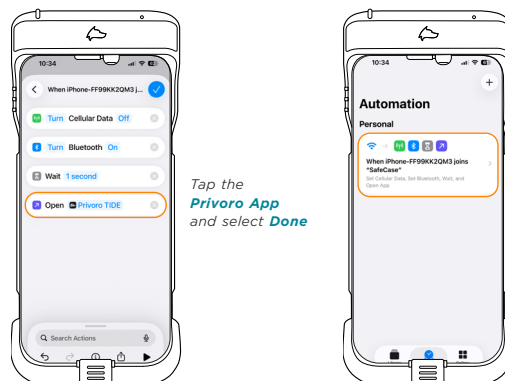 10:34
When iPhone-FF99KK2QM3 j...
Turn Cellular Data Off
Turn Bluetooth On
Wait 1 second
Open Privoro TIDE
Search Actions
Tap the
Privoro App
and select Done
10:34
Automation
Personal
When iPhone-FF99KK2QM3 joins
“SafeCase”
Set Cellular Data, Set Bluetooth, Wait, and
Open App